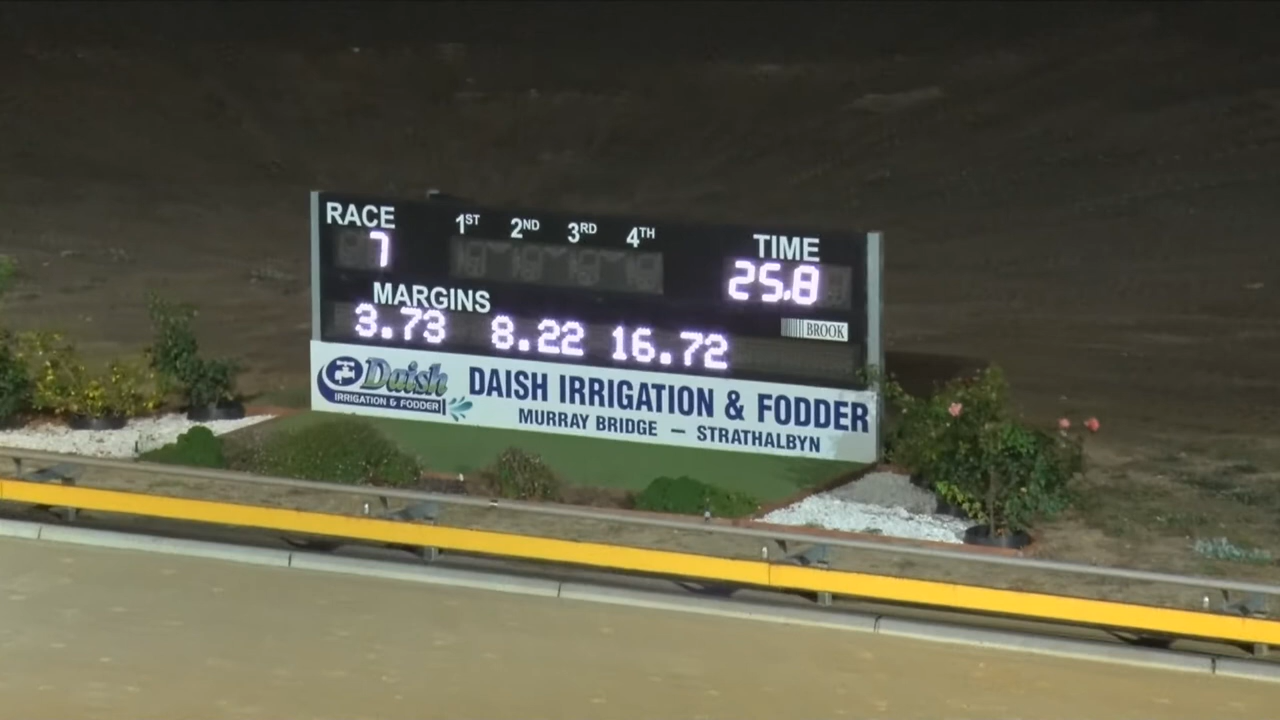 RACE 1ST 2ND 3RD 4TH TIME
7 25.8
MARGINS
3.73 8.22 16.72
BROOK
Daish
IRRIGATION & FODDER
DAISH IRRIGATION & FODDER
MURRAY BRIDGE – STRATHALBYN